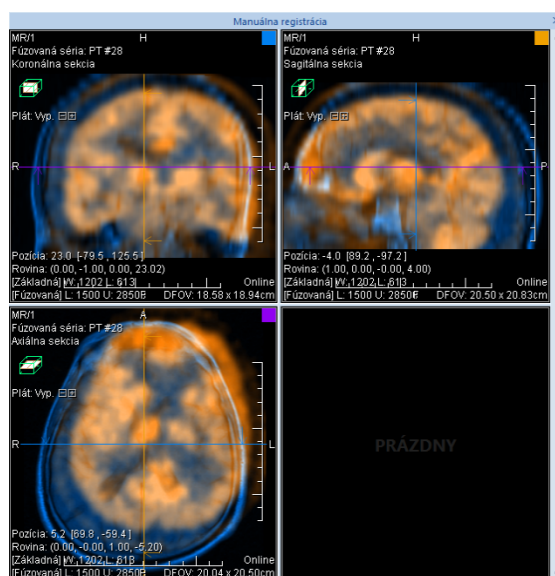 Manuálna registrácia
MR/1
H
Fúzovaná séria: PT #28
Koronálna sekcia
Plát: Vyp.
R
L
Pozícia: 23.0 [-79.5 , 125.5]
Rovina: (0.00, -1.00, 0.00, 23.02)
[Základná] W: 1202 L: 613
Online
[Fúzovaná] L: 1500 U: 28506
DFOV: 18.58 x 18.94cm
MR/1
H
Fúzovaná séria: PT #28
Sagitálna sekcia
Plát: Vyp.
A
P
Pozícia: -4.0 [89.2 , -97.2]
Rovina: (1.00, 0.00, -0.00, 4.00)
[Základná] W: 1202 L: 613
Online
[Fúzovaná] L: 1500 U: 28506
DFOV: 20.50 x 20.83cm
MR/1
A
Fúzovaná séria: PT #28
Axiálna sekcia
Plát: Vyp.
R
L
Pozícia: 5.2 [69.8 , -59.4]
Rovina: (0.00, -0.00, 1.00, -5.20)
[Základná] W: 1202 L: 613
Online
[Fúzovaná] L: 1500 U: 28506
DFOV: 20.04 x 20.50cm
PRÁZDNY